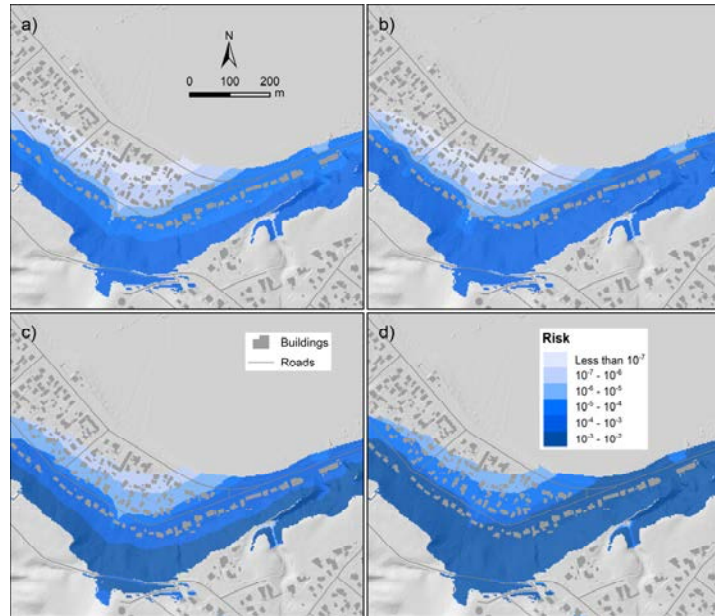 a)
N
0 100 200
m
b)
c)
Buildings
Roads
d)
Risk
Less than 10⁻⁷
10⁻⁷ - 10⁻⁶
10⁻⁶ - 10⁻⁵
10⁻⁵ - 10⁻⁴
10⁻⁴ - 10⁻³
10⁻³ - 10⁻²